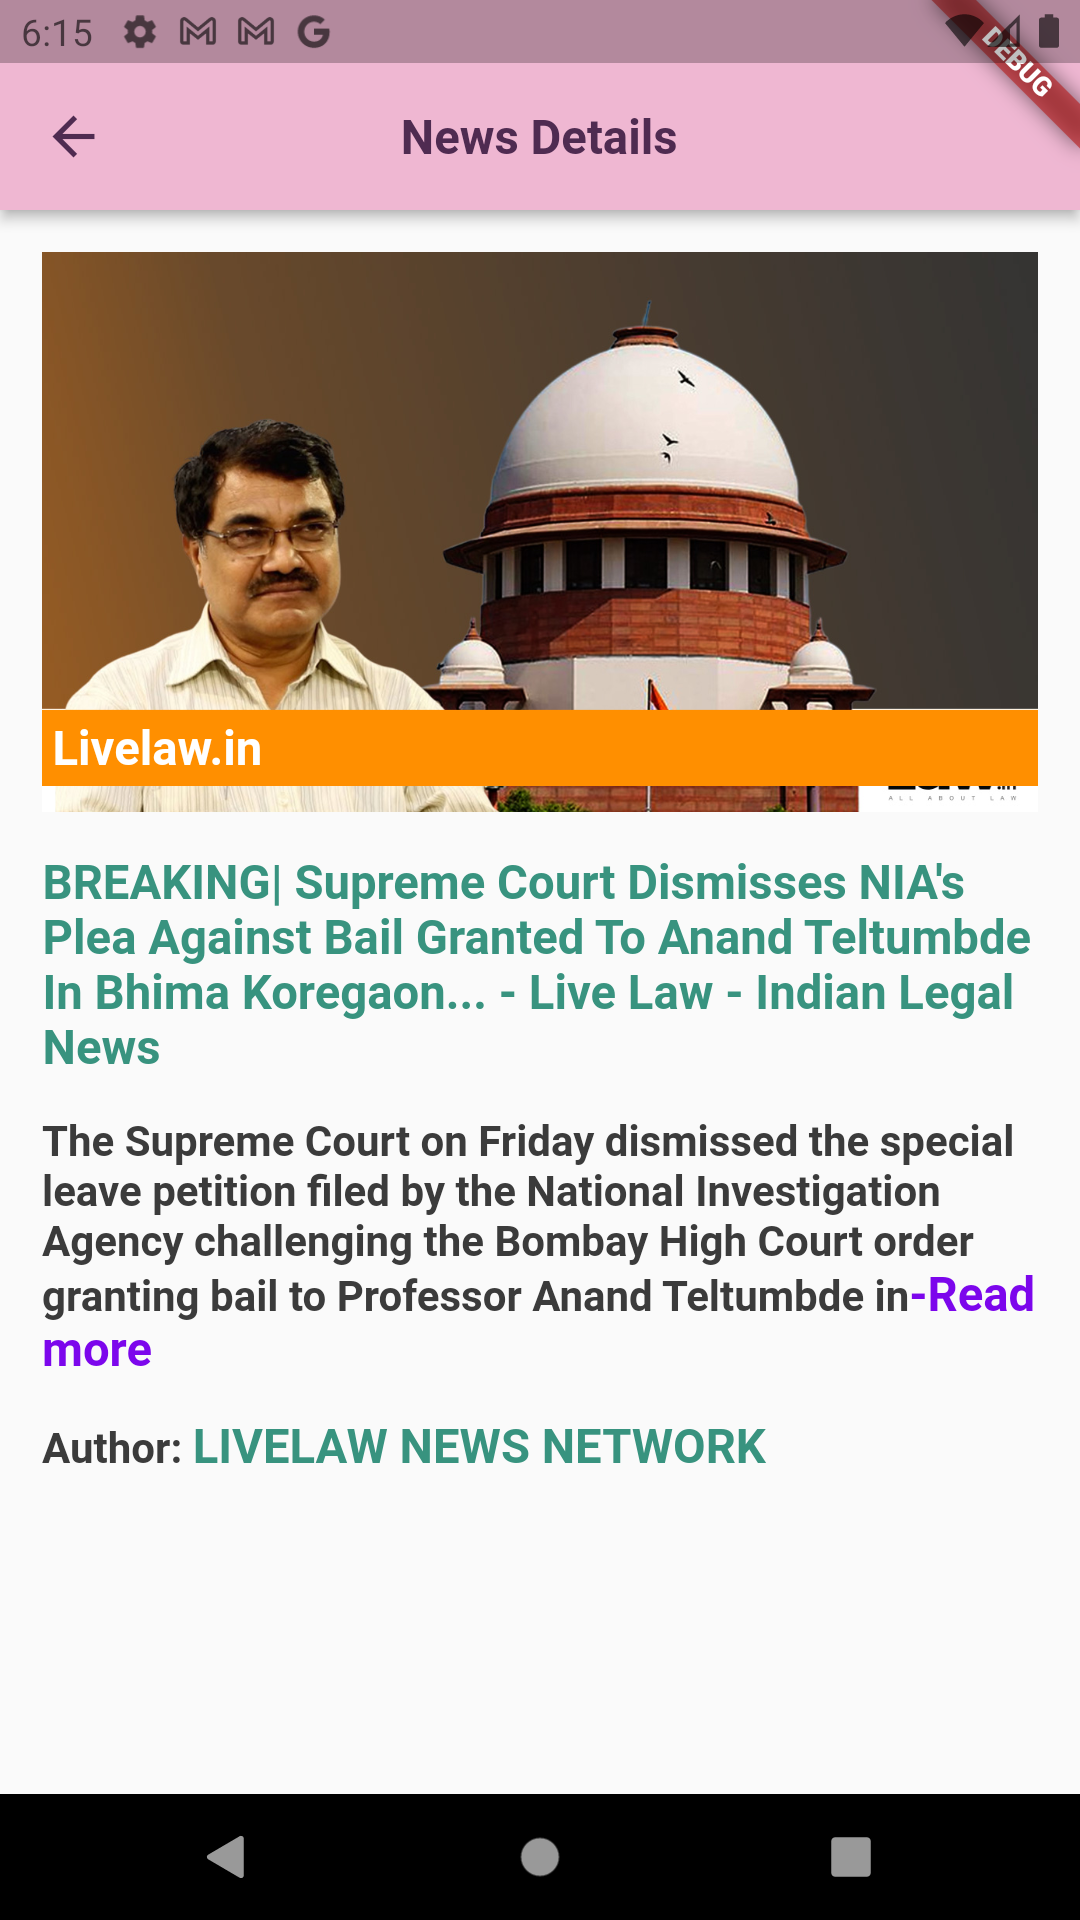 6:15
DEBUG
News Details
Livelaw.in
ALL ABOUT LAW
BREAKING| Supreme Court Dismisses NIA's
Plea Against Bail Granted To Anand Teltumbde
In Bhima Koregaon... - Live Law - Indian Legal
News
The Supreme Court on Friday dismissed the special
leave petition filed by the National Investigation
Agency challenging the Bombay High Court order
granting bail to Professor Anand Teltumbde in-Read
more
Author: LIVELAW NEWS NETWORK